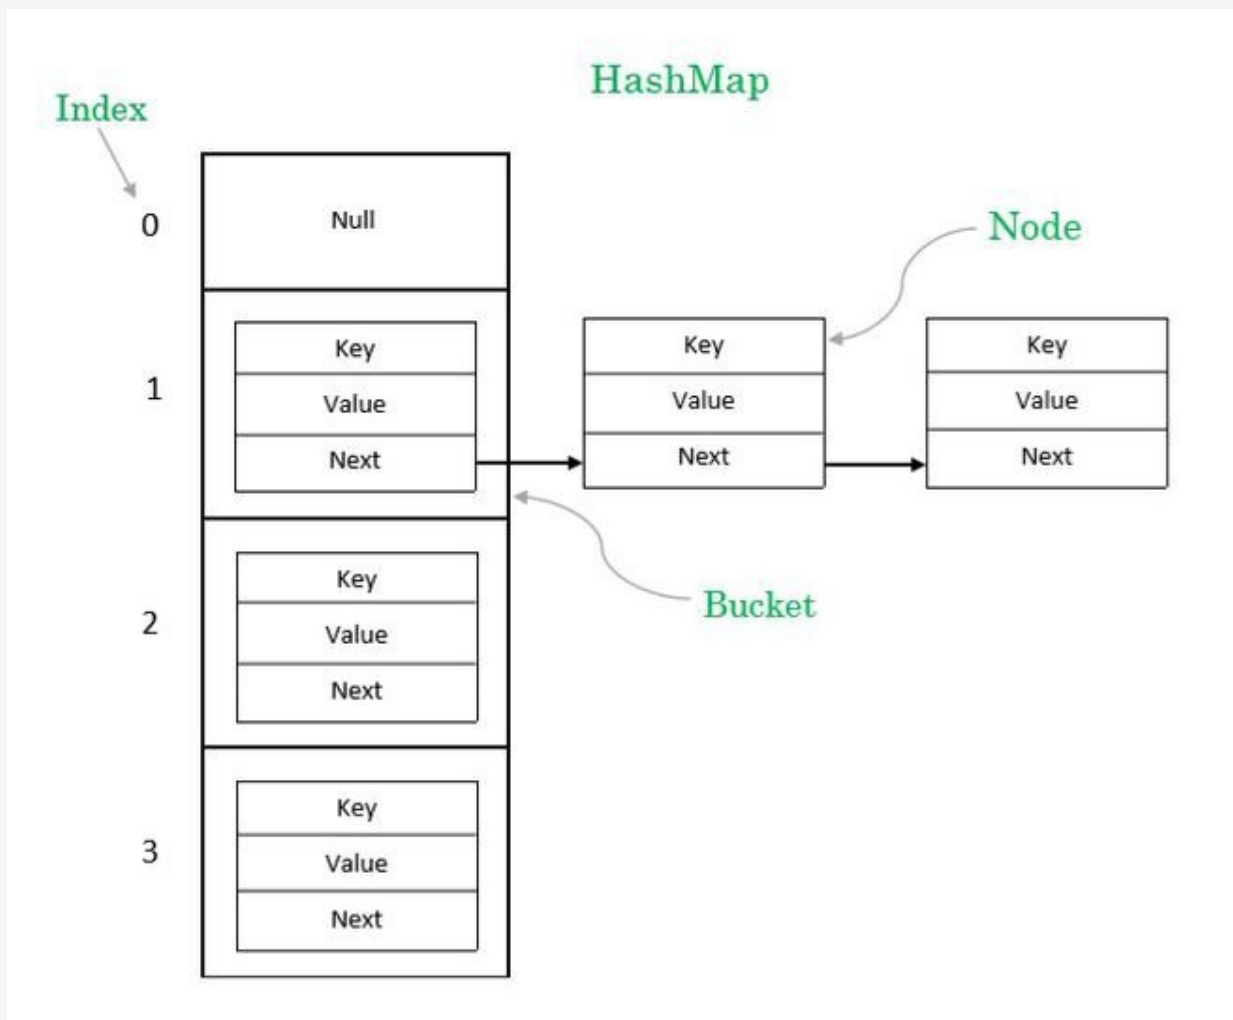 HashMap
Index
0
Null
Node
1
Key
Value
Next
Key
Value
Next
Key
Value
Next
Bucket
2
Key
Value
Next
3
Key
Value
Next